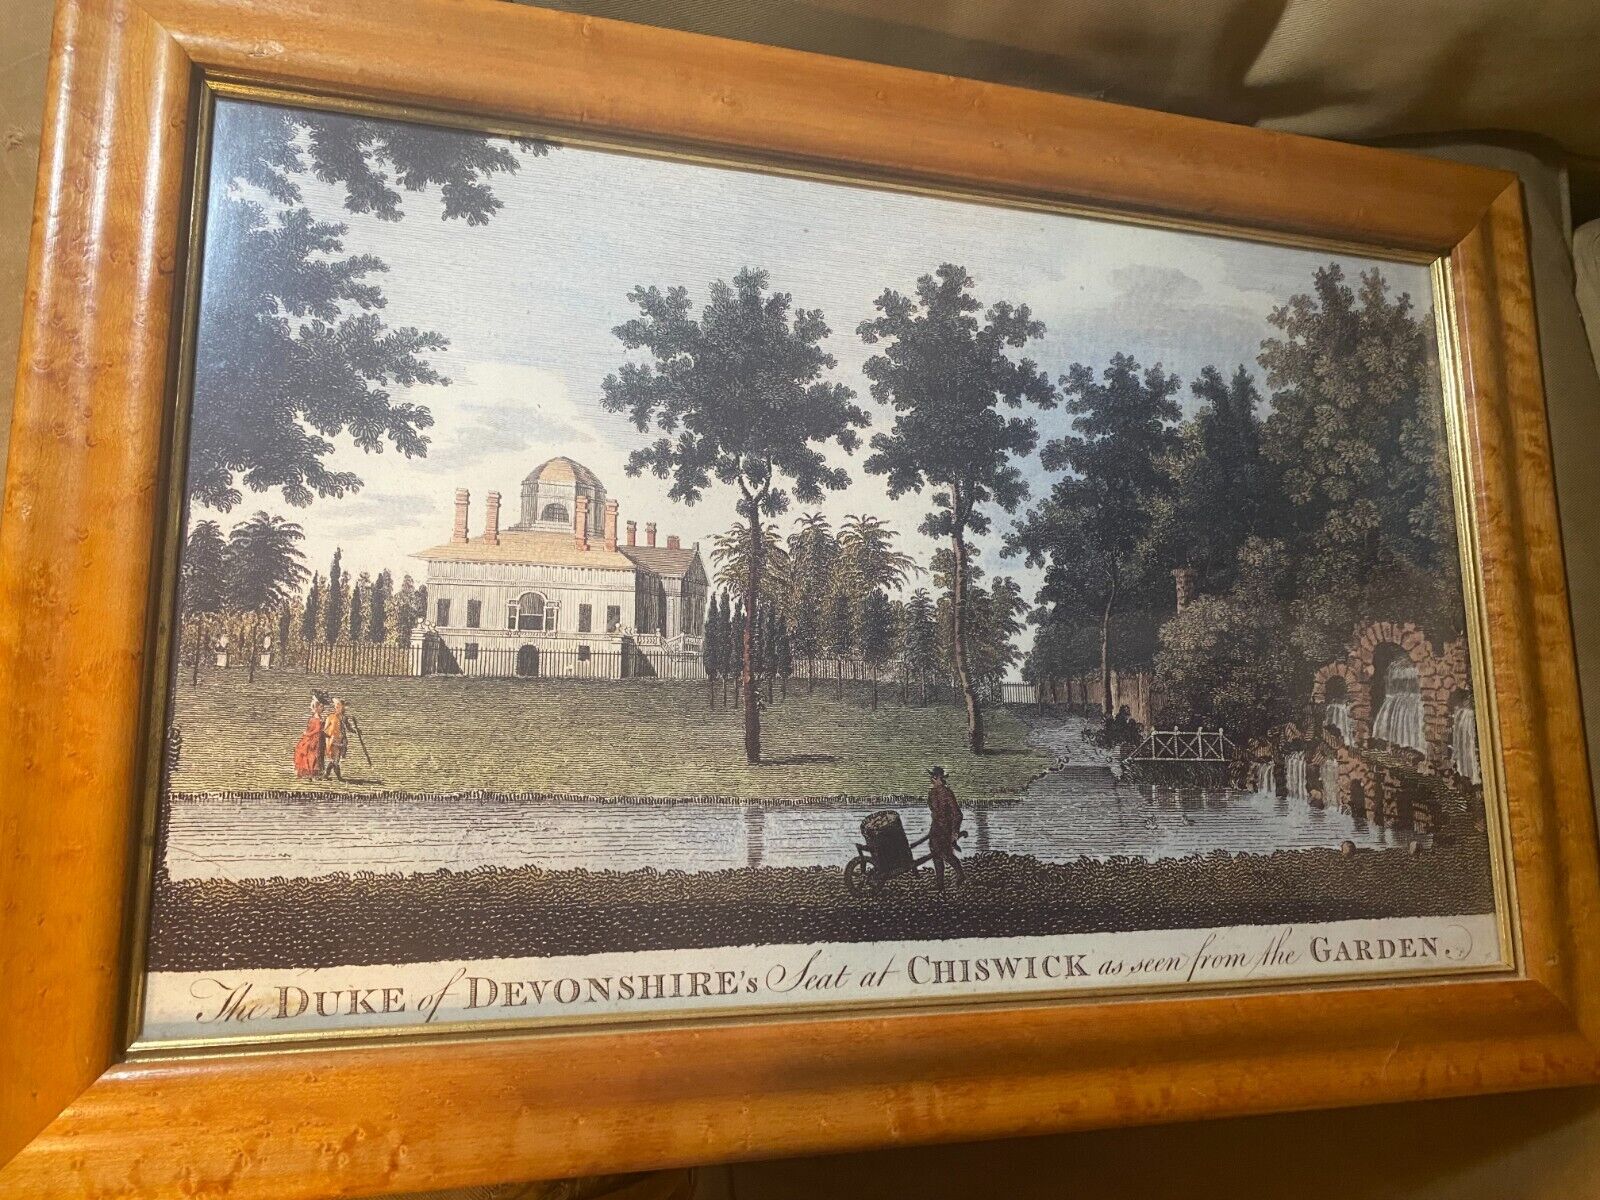 The DUKE of DEVONSHIRE's Seat at CHISWICK as seen from the GARDEN.